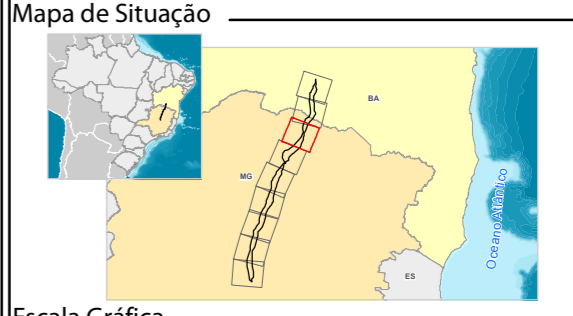 Mapa de Situação
BA
MG
ES
Oceano Atlântico
Escala Gráfica